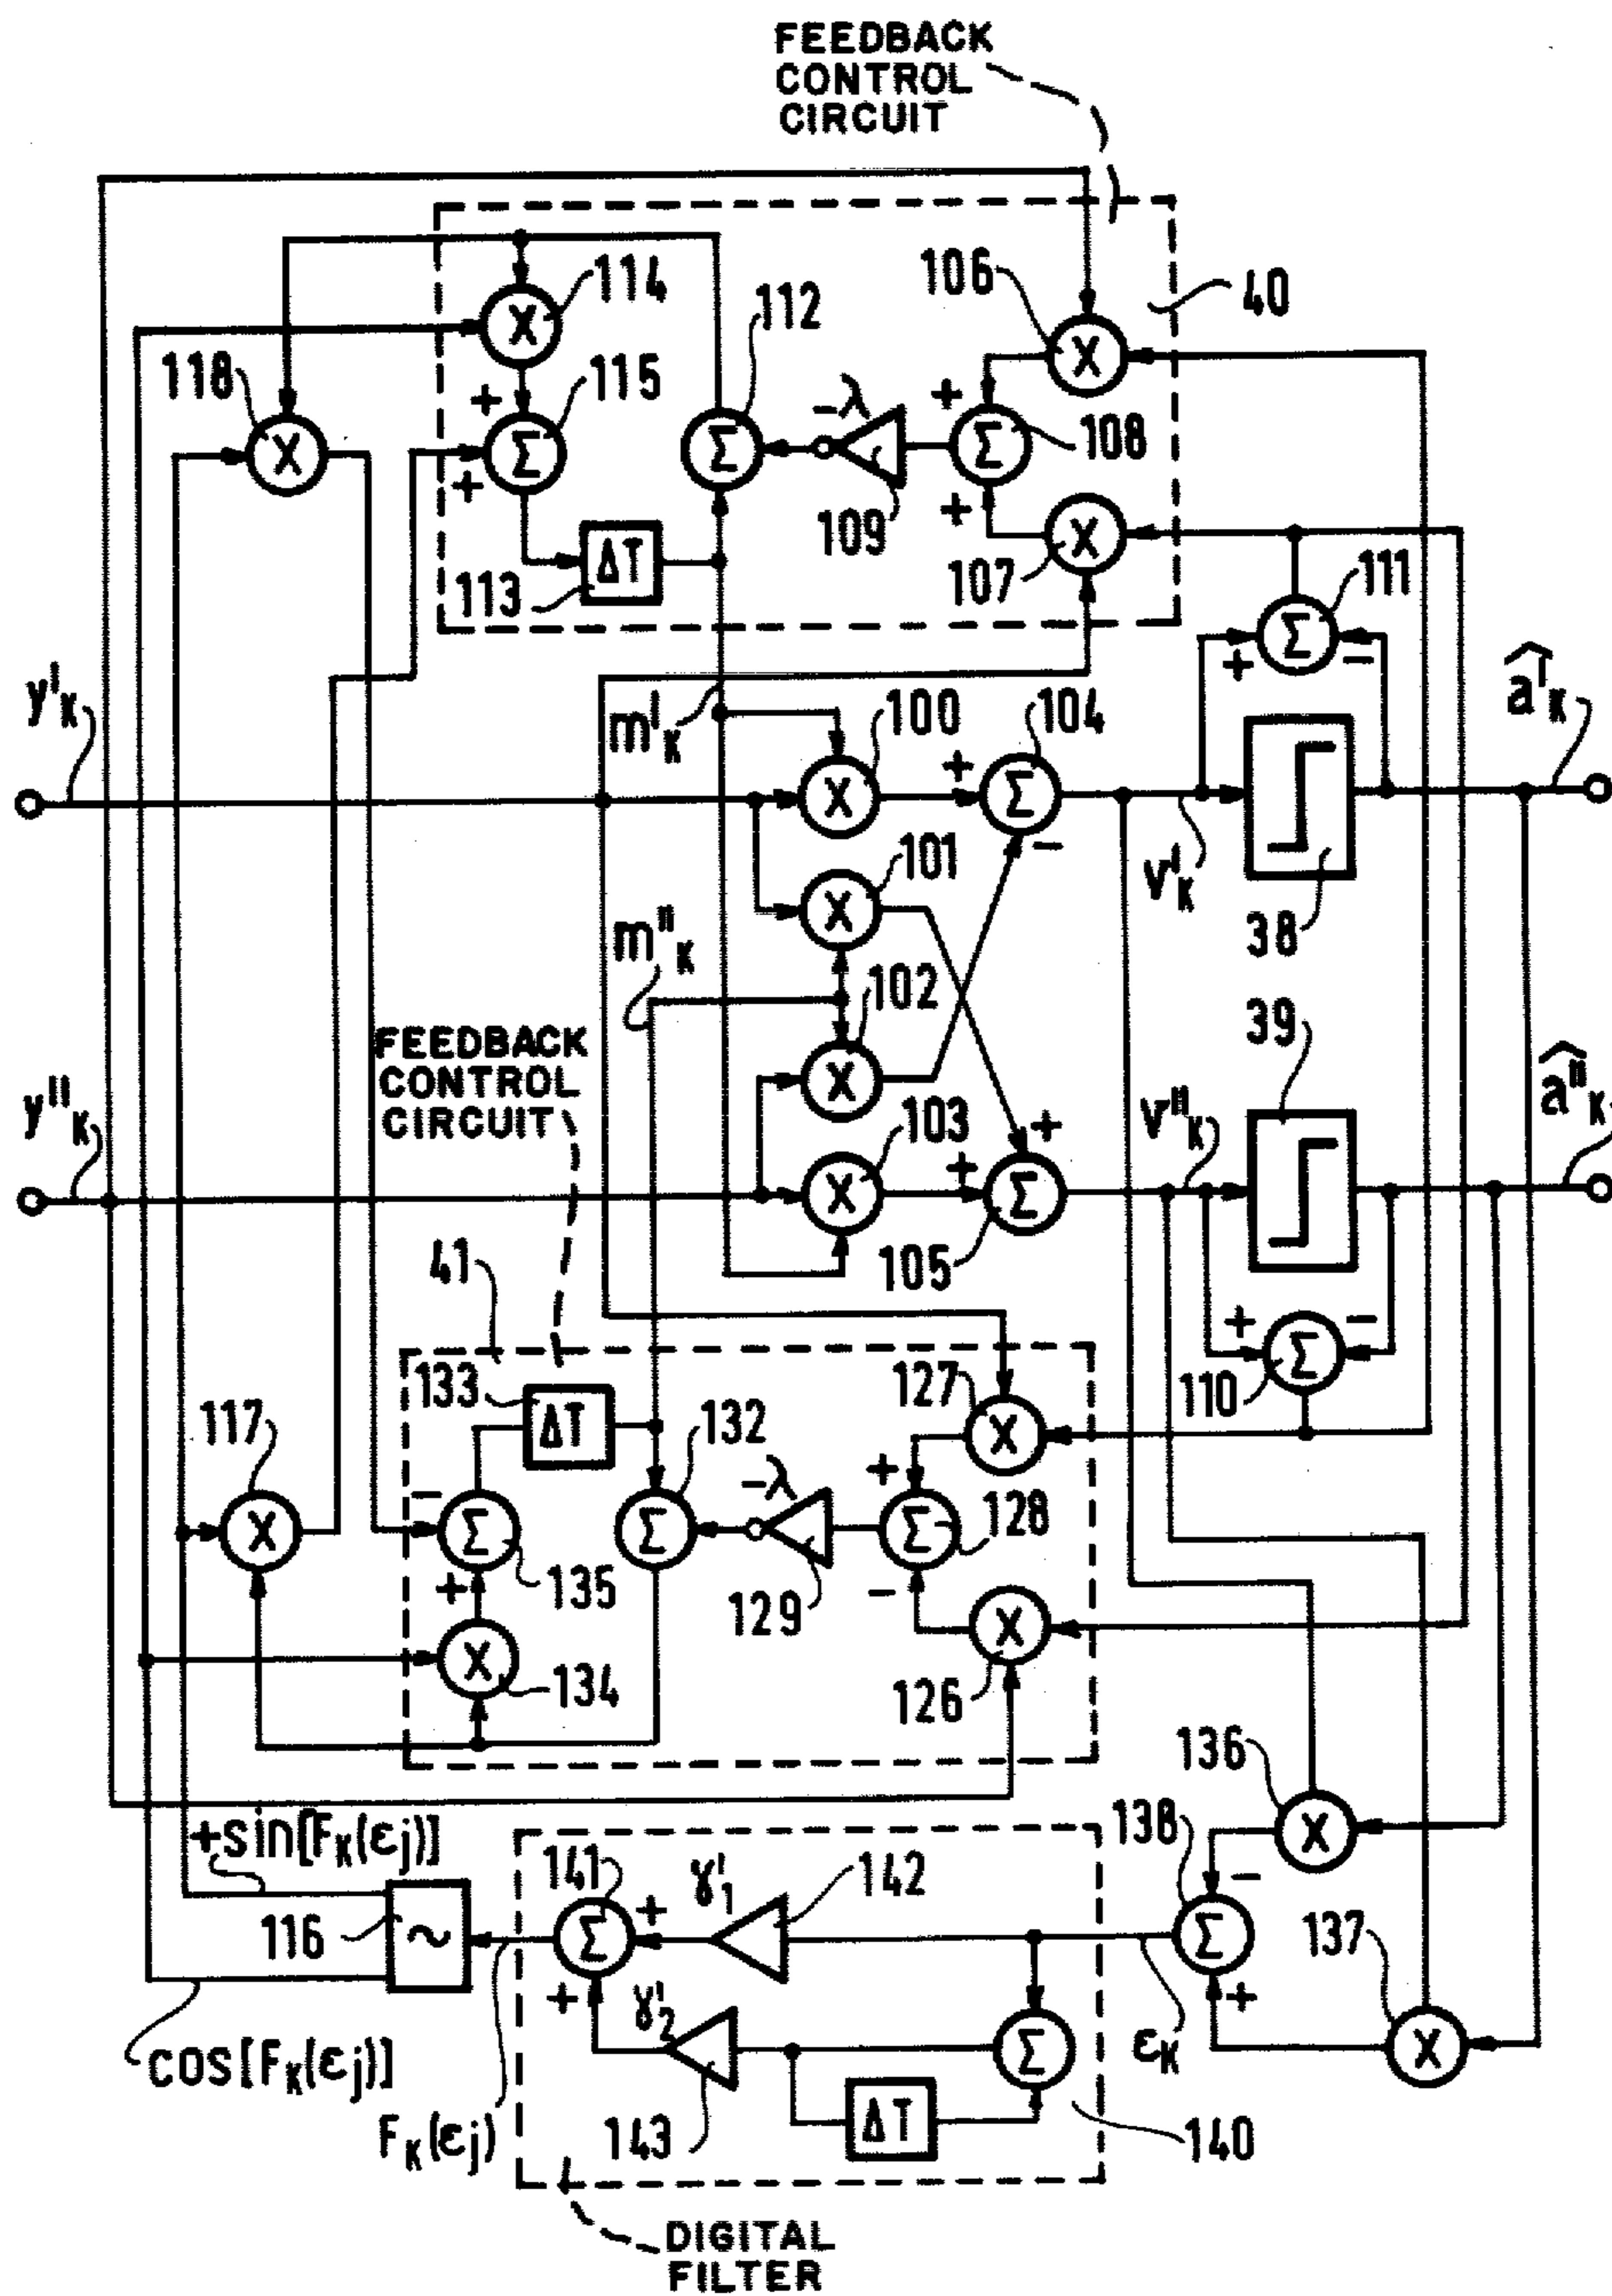 FEEDBACK
CONTROL
CIRCUIT
114
112
106
40
118
115
-λ
+
+
X
X
X
Σ
Σ
Σ
108
+
+
109
113
ΔT
107
X
111
Σ
+
-
y'K
m'K
100
104
â'K
X
+
Σ
-
101
v'K
38
X
m''K
102
39
FEEDBACK
CONTROL
CIRCUIT
X
y''K
103
v''K
â''K
+
X
+
Σ
105
41
133
ΔT
127
+
-
Σ
110
117
132
X
-λ
+
128
X
-
Σ
Σ
Σ
+
135
129
-
X
X
134
126
136
+sin[FK(εj)]
138
X
141
γ'1
142
-
116
~
Σ
+
Σ
137
+
γ'2
+
X
Σ
εK
COS[FK(εj)]
FK(εj)
143
ΔT
140
DIGITAL
FILTER